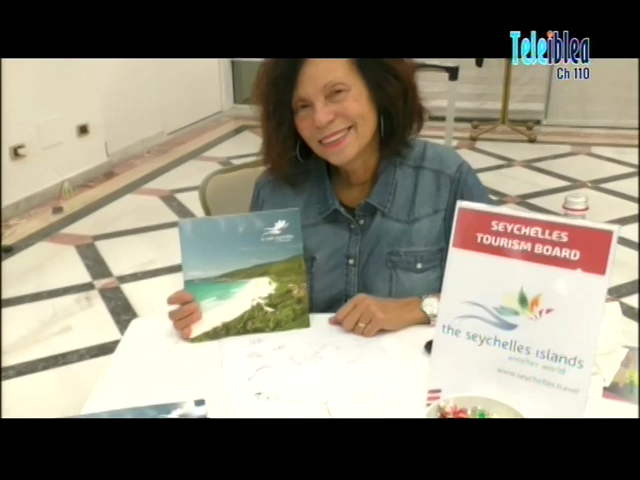 Teleiblea
Ch 110
SEYCHELLES
TOURISM BOARD
the seychelles islands
another world
www.seychelles.travel